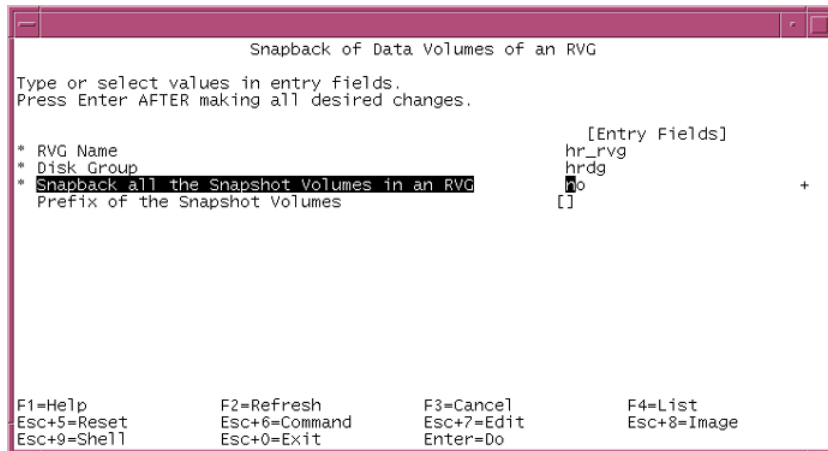 Snapback of Data Volumes of an RVG
Type or select values in entry fields.
Press Enter AFTER making all desired changes.
[Entry Fields]
* RVG Name hr_rvg
* Disk Group hrdg
* Snapback all the Snapshot Volumes in an RVG no +
Prefix of the Snapshot Volumes []
F1=Help F2=Refresh F3=Cancel F4=List
Esc+5=Reset Esc+6=Command Esc+7=Edit Esc+8=Image
Esc+9=Shell Esc+0=Exit Enter=Do